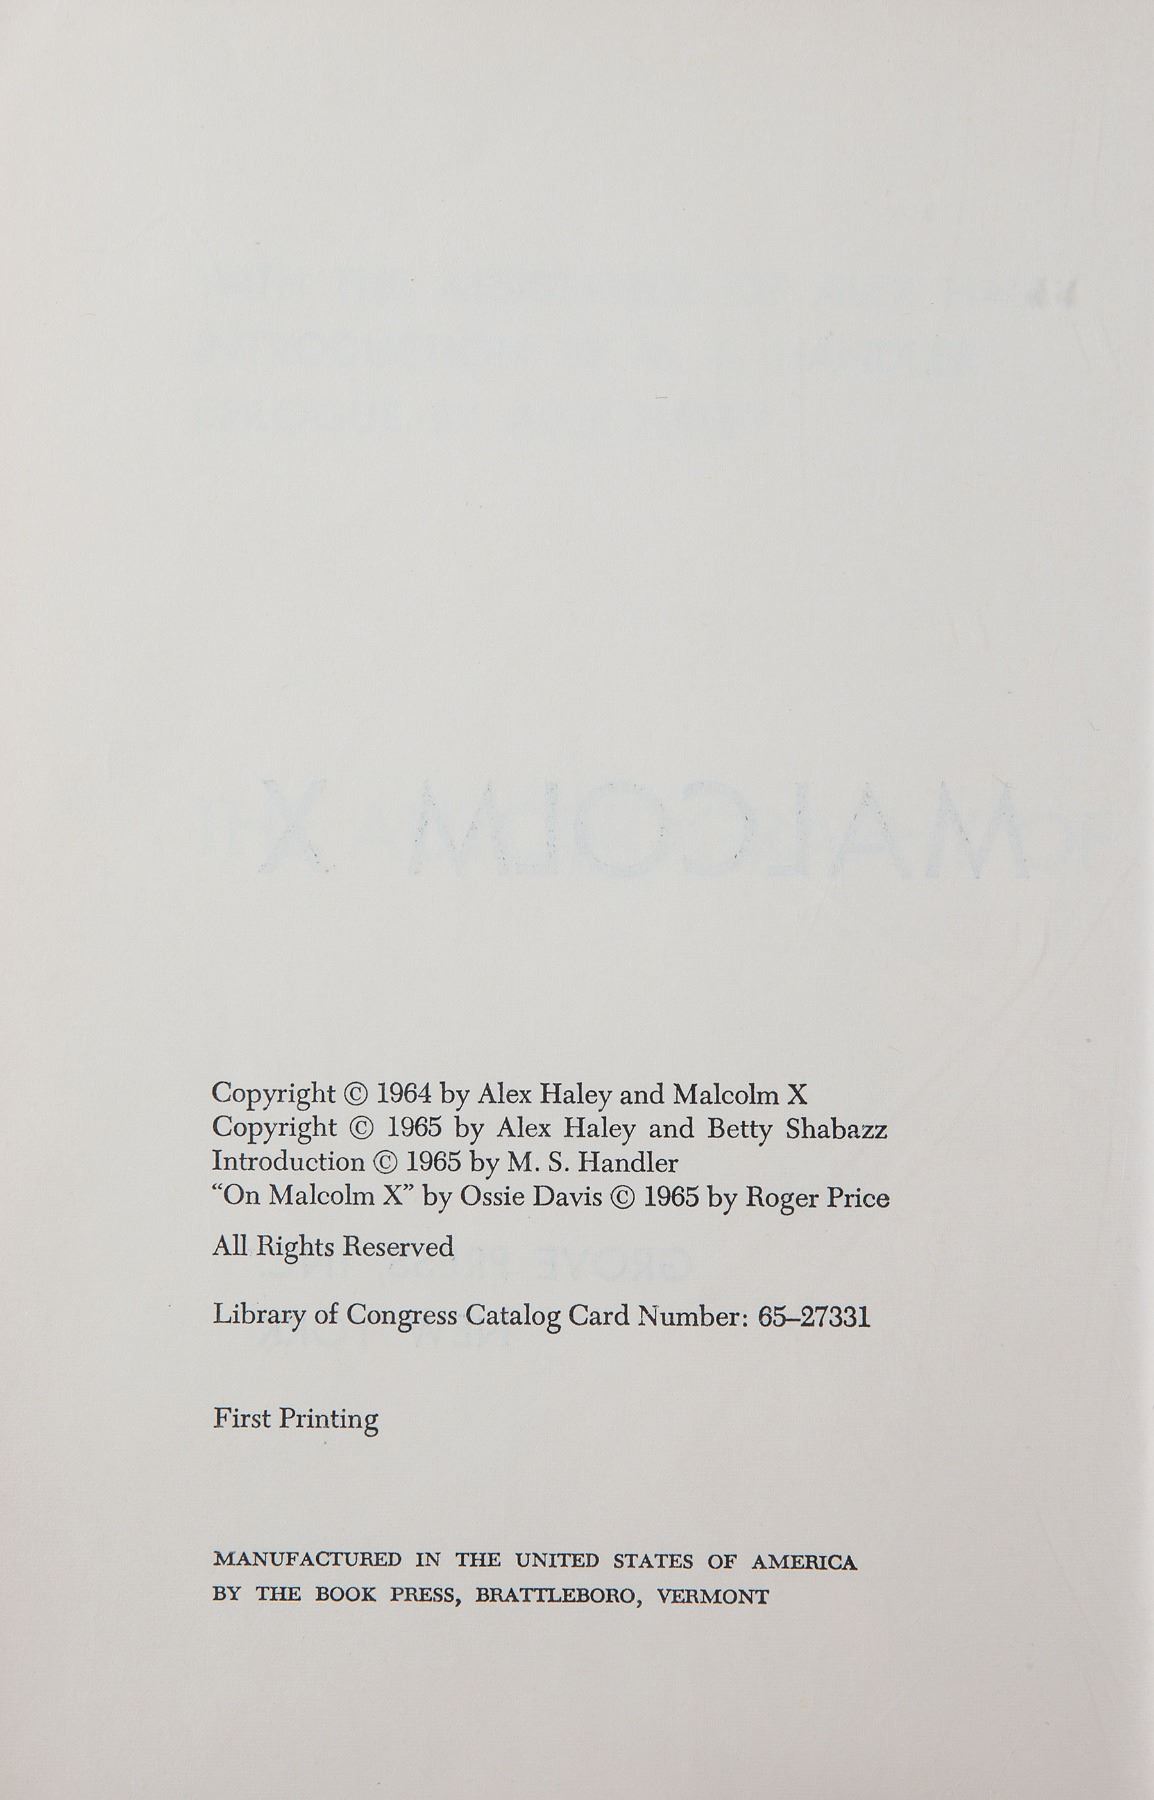 Copyright © 1964 by Alex Haley and Malcolm X
Copyright © 1965 by Alex Haley and Betty Shabazz
Introduction © 1965 by M. S. Handler
“On Malcolm X” by Ossie Davis © 1965 by Roger Price
All Rights Reserved
Library of Congress Catalog Card Number: 65–27331
First Printing
MANUFACTURED IN THE UNITED STATES OF AMERICA
BY THE BOOK PRESS, BRATTLEBORO, VERMONT